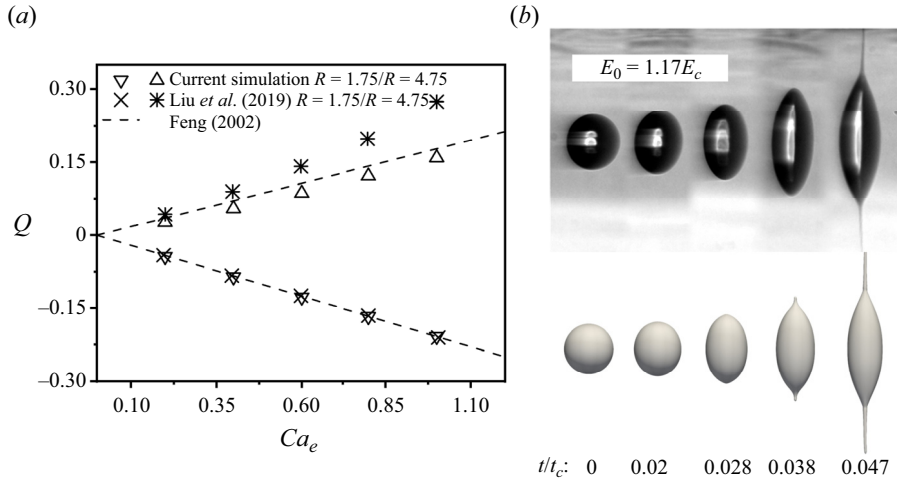 (a)
(b)
0.30
0.15
0
–0.15
–0.30
Q
Current simulation R = 1.75/R = 4.75
Liu et al. (2019) R = 1.75/R = 4.75
Feng (2002)
0.10 0.35 0.60 0.85 1.10
Ca_e
E_0 = 1.17E_c
t/t_c: 0 0.02 0.028 0.038 0.047